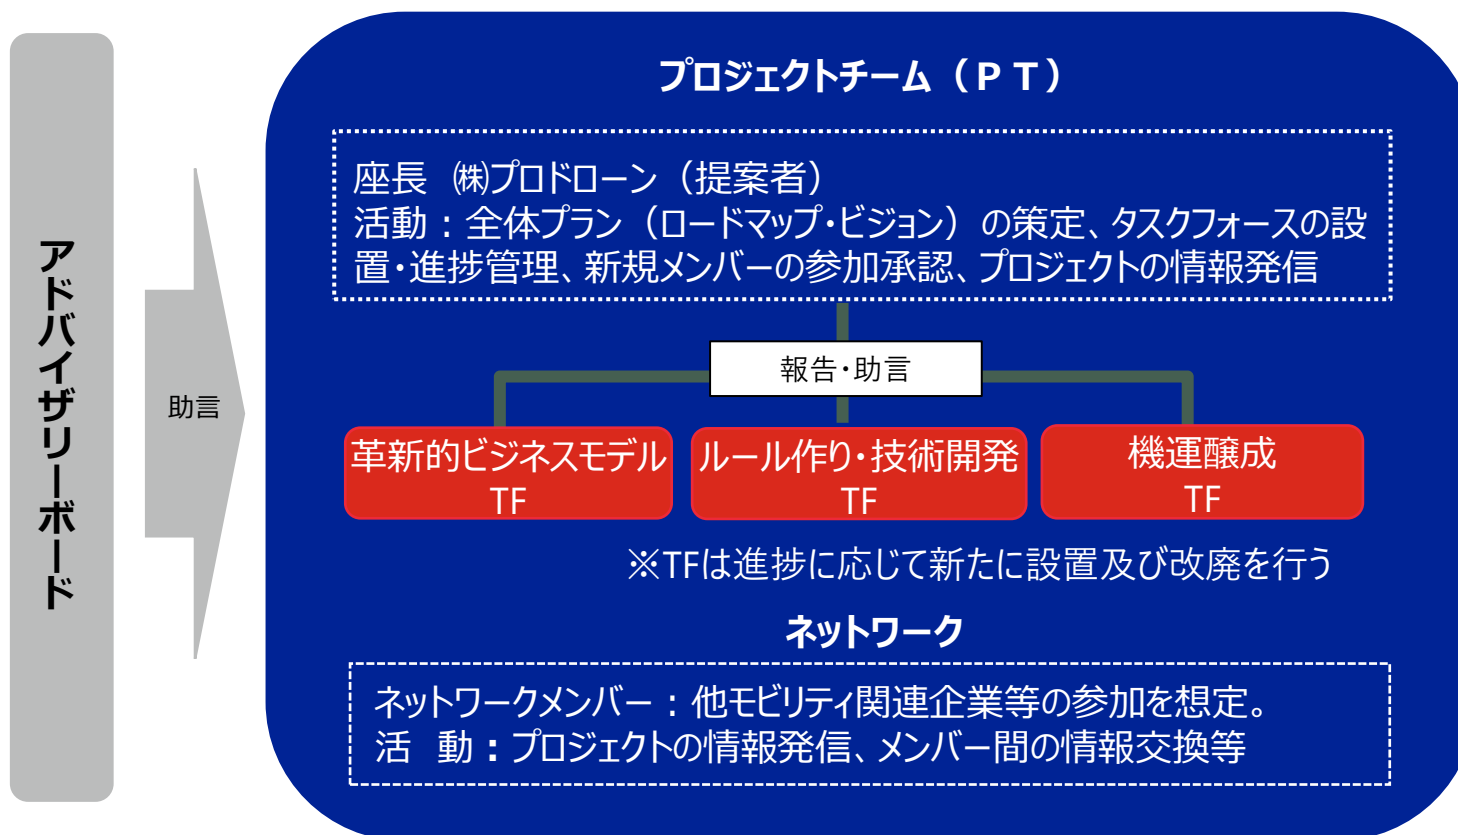 アドバイザリーボード
助言
プロジェクトチーム（ＰＴ）
座長　㈱プロドローン（提案者）
活動：全体プラン（ロードマップ・ビジョン）の策定、タスクフォースの設
置・進捗管理、新規メンバーの参加承認、プロジェクトの情報発信
報告・助言
革新的ビジネスモデル
TF
ルール作り・技術開発
TF
機運醸成
TF
※TFは進捗に応じて新たに設置及び改廃を行う
ネットワーク
ネットワークメンバー：他モビリティ関連企業等の参加を想定。
活　動：プロジェクトの情報発信、メンバー間の情報交換等